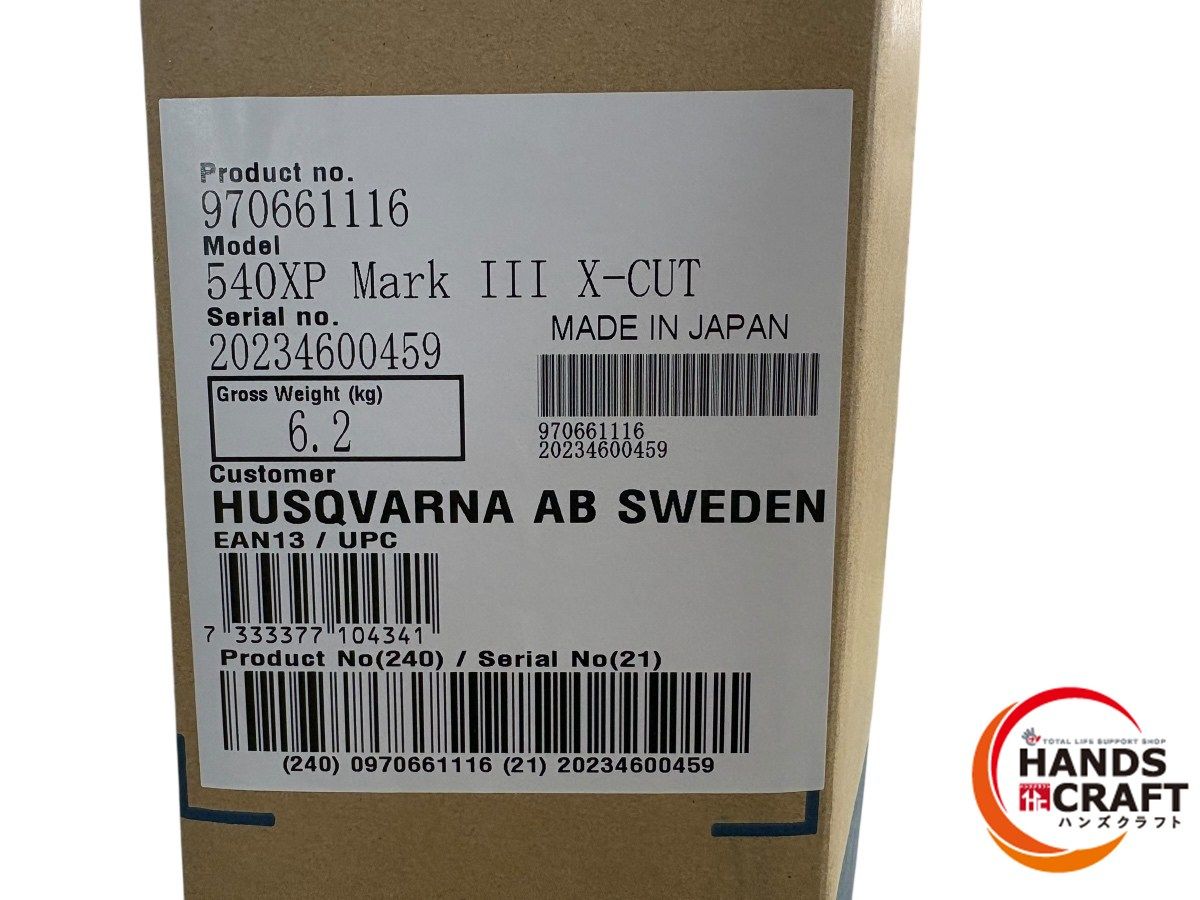 Product no.
970661116
Model
540XP Mark III X-CUT
Serial no.
20234600459
MADE IN JAPAN
Gross Weight (kg)
6.2
970661116
20234600459
Customer
HUSQVARNA AB SWEDEN
EAN13 / UPC
7 333377 104341
Product No(240) / Serial No(21)
(240) 0970661116 (21) 20234600459
TOTAL LIFE SUPPORT SHOP
HANDS
CRAFT
ハンズクラフト